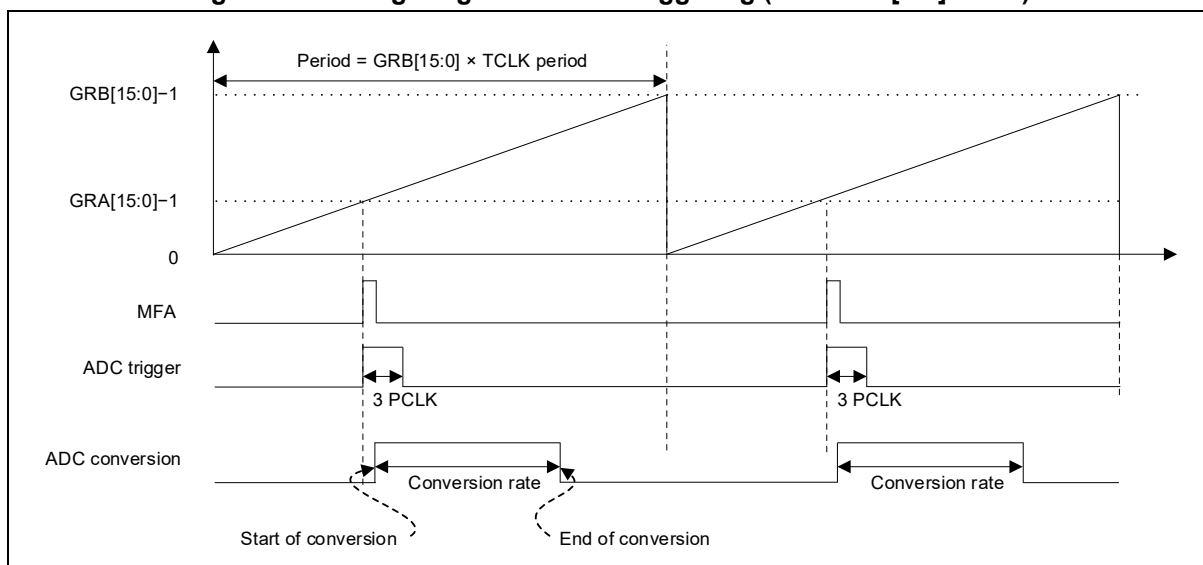 Period = GRB[15:0] × TCLK period
GRB[15:0]−1
GRA[15:0]−1
0
MFA
ADC trigger
3 PCLK
3 PCLK
ADC conversion
Conversion rate
Conversion rate
Start of conversion
End of conversion